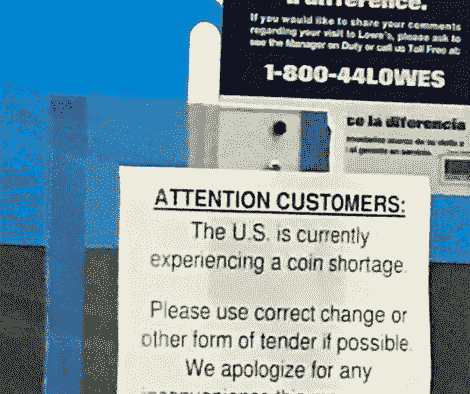 a difference.
If you would like to share your comments
regarding your visit to Lowe's, please ask to
see the Manager on Duty or call us Toll Free at:
1-800-44LOWES
ce la diferencia
ATTENTION CUSTOMERS:
The U.S. is currently
experiencing a coin shortage.
Please use correct change or
other form of tender if possible.
We apologize for any